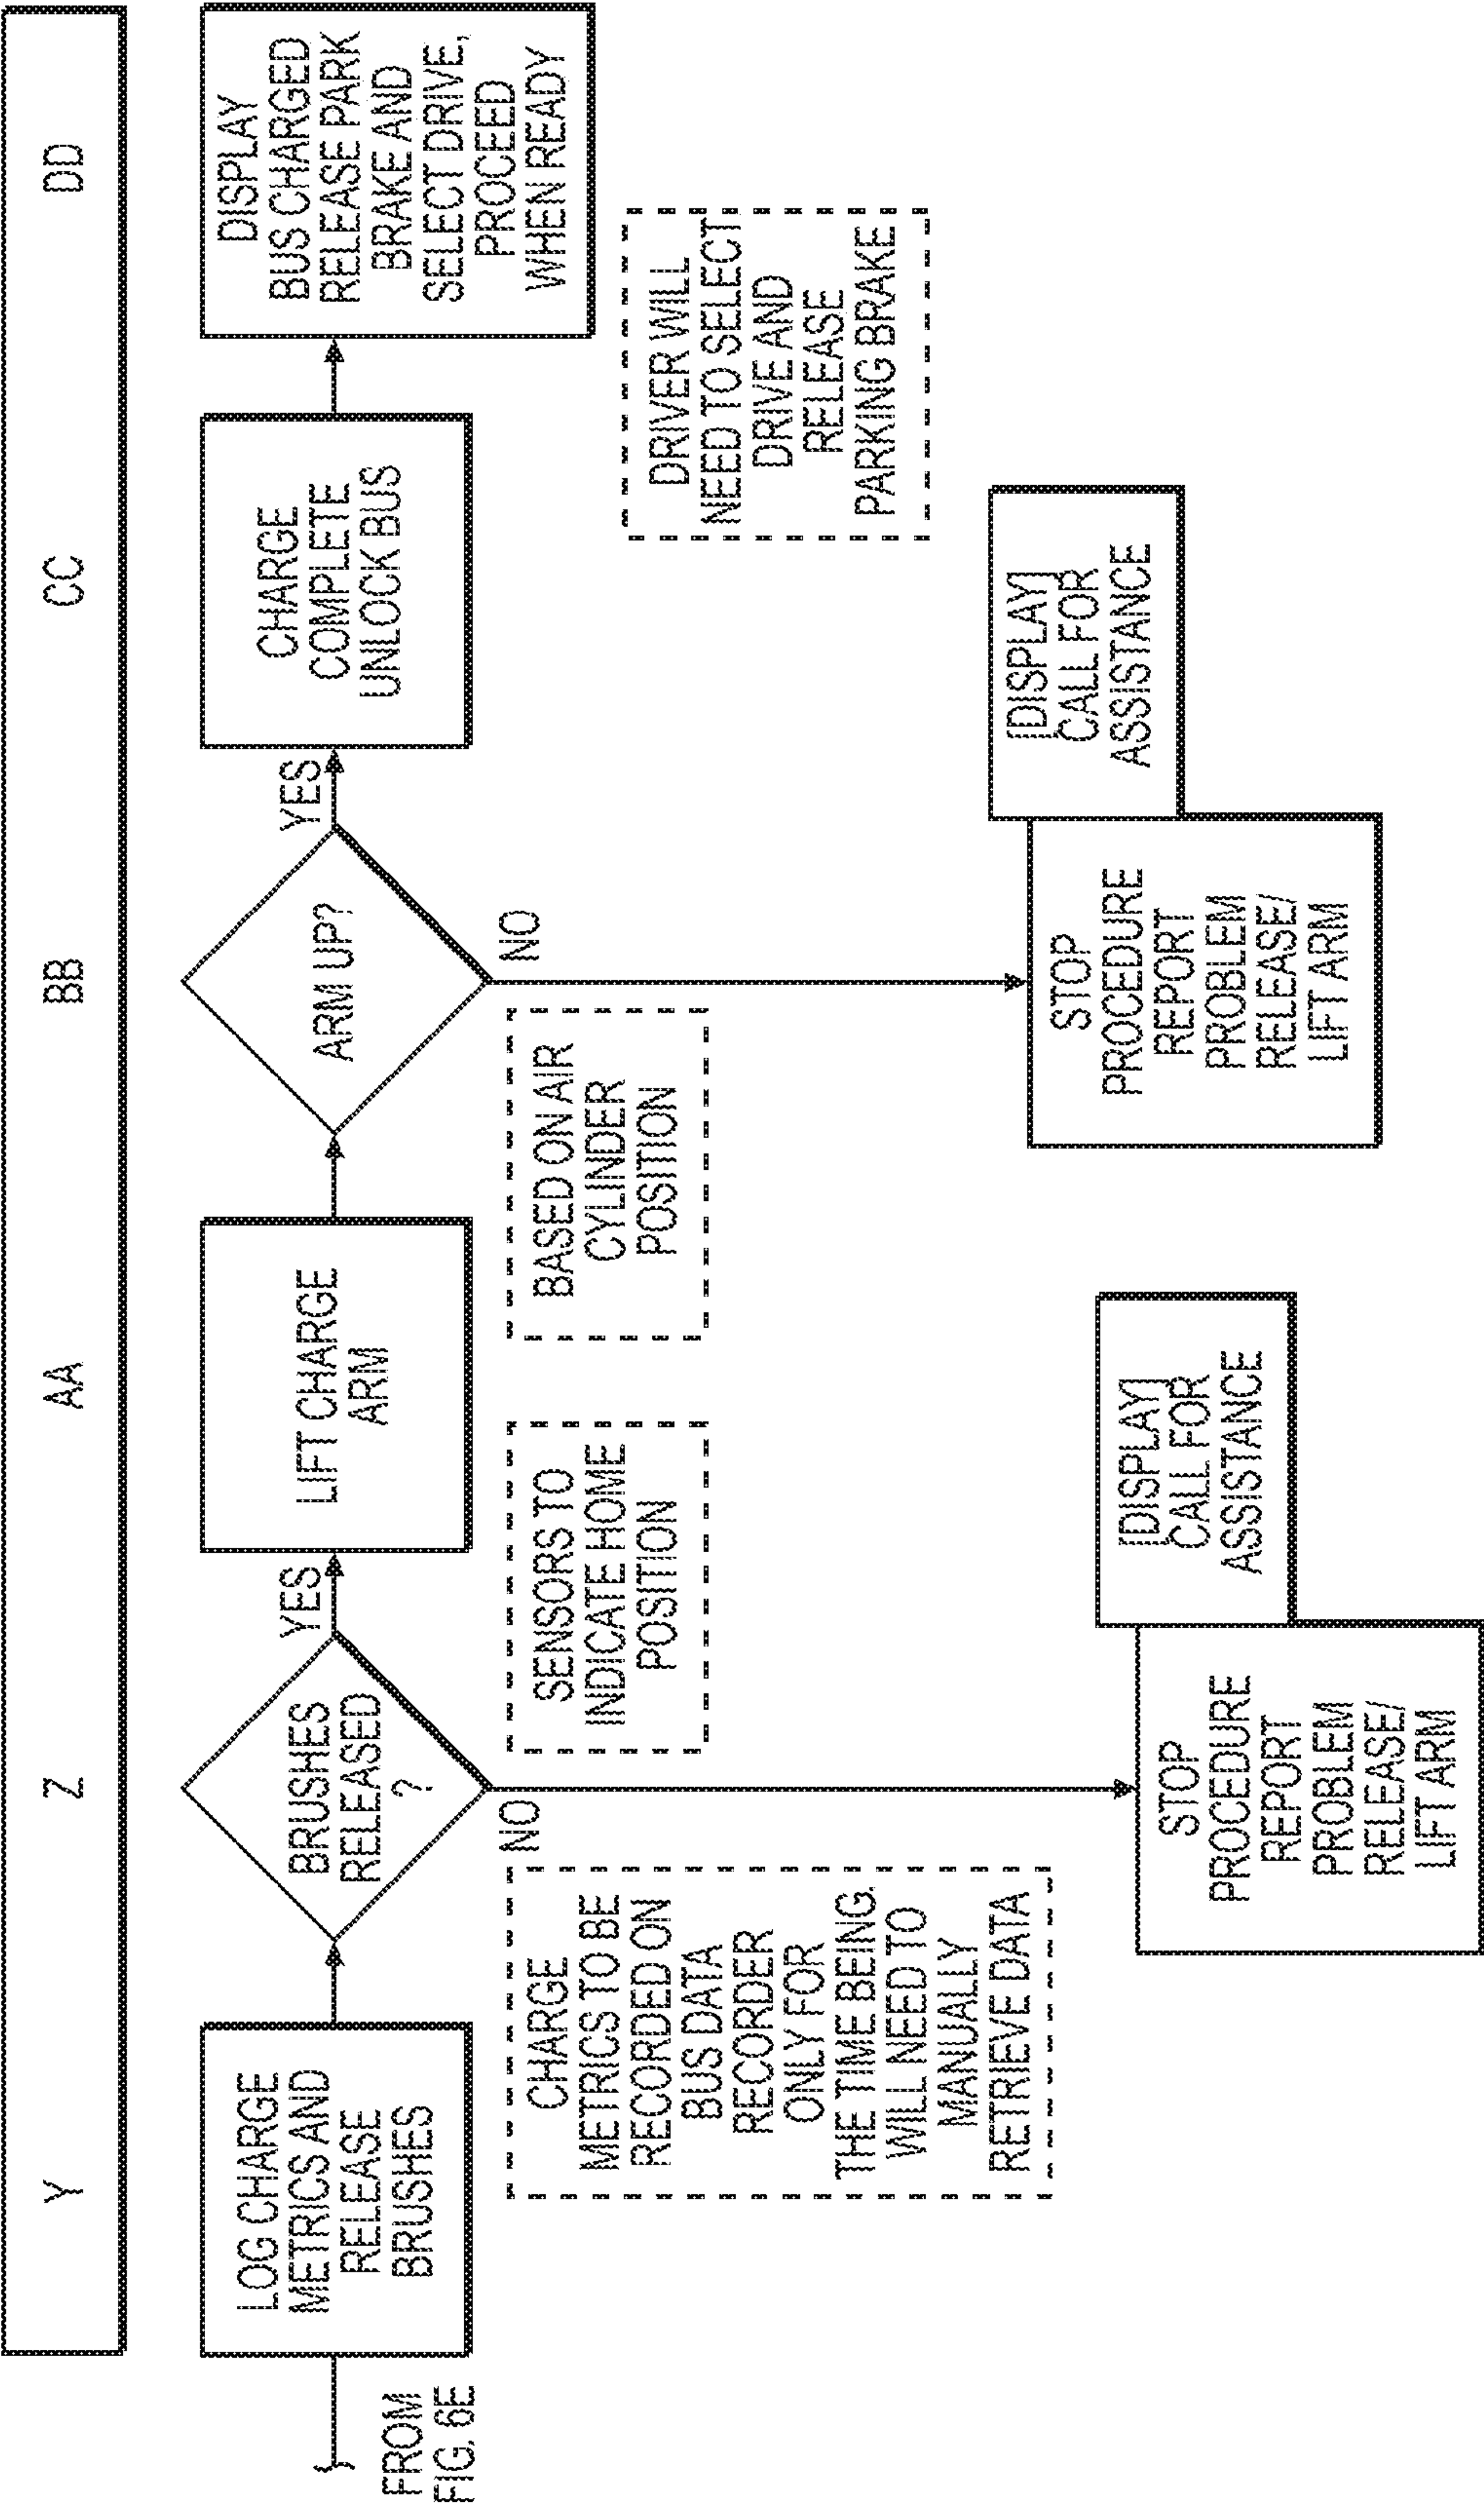 Y
Z
AA
BB
CC
DD
FROM
FIG. 6E
LOG CHARGE
METRICS AND
RELEASE
BRUSHES
BRUSHES
RELEASED
?
YES
NO
LIFT CHARGE
ARM
ARM UP?
YES
NO
CHARGE
COMPLETE
UNLOCK BUS
DISPLAY
BUS CHARGED
RELEASE PARK
BRAKE AND
SELECT DRIVE,
PROCEED
WHEN READY
CHARGE
METRICS TO BE
RECORDED ON
BUS DATA
RECORDER
ONLY FOR
THE TIME BEING.
WILL NEED TO
MANUALLY
RETRIEVE DATA
SENSORS TO
INDICATE HOME
POSITION
BASED ON AIR
CYLINDER
POSITION
DRIVER WILL
NEED TO SELECT
DRIVE AND
RELEASE
PARKING BRAKE
STOP
PROCEDURE
REPORT
PROBLEM
RELEASE/
LIFT ARM
[DISPLAY]
CALL FOR
ASSISTANCE
STOP
PROCEDURE
REPORT
PROBLEM
RELEASE/
LIFT ARM
[DISPLAY]
CALL FOR
ASSISTANCE